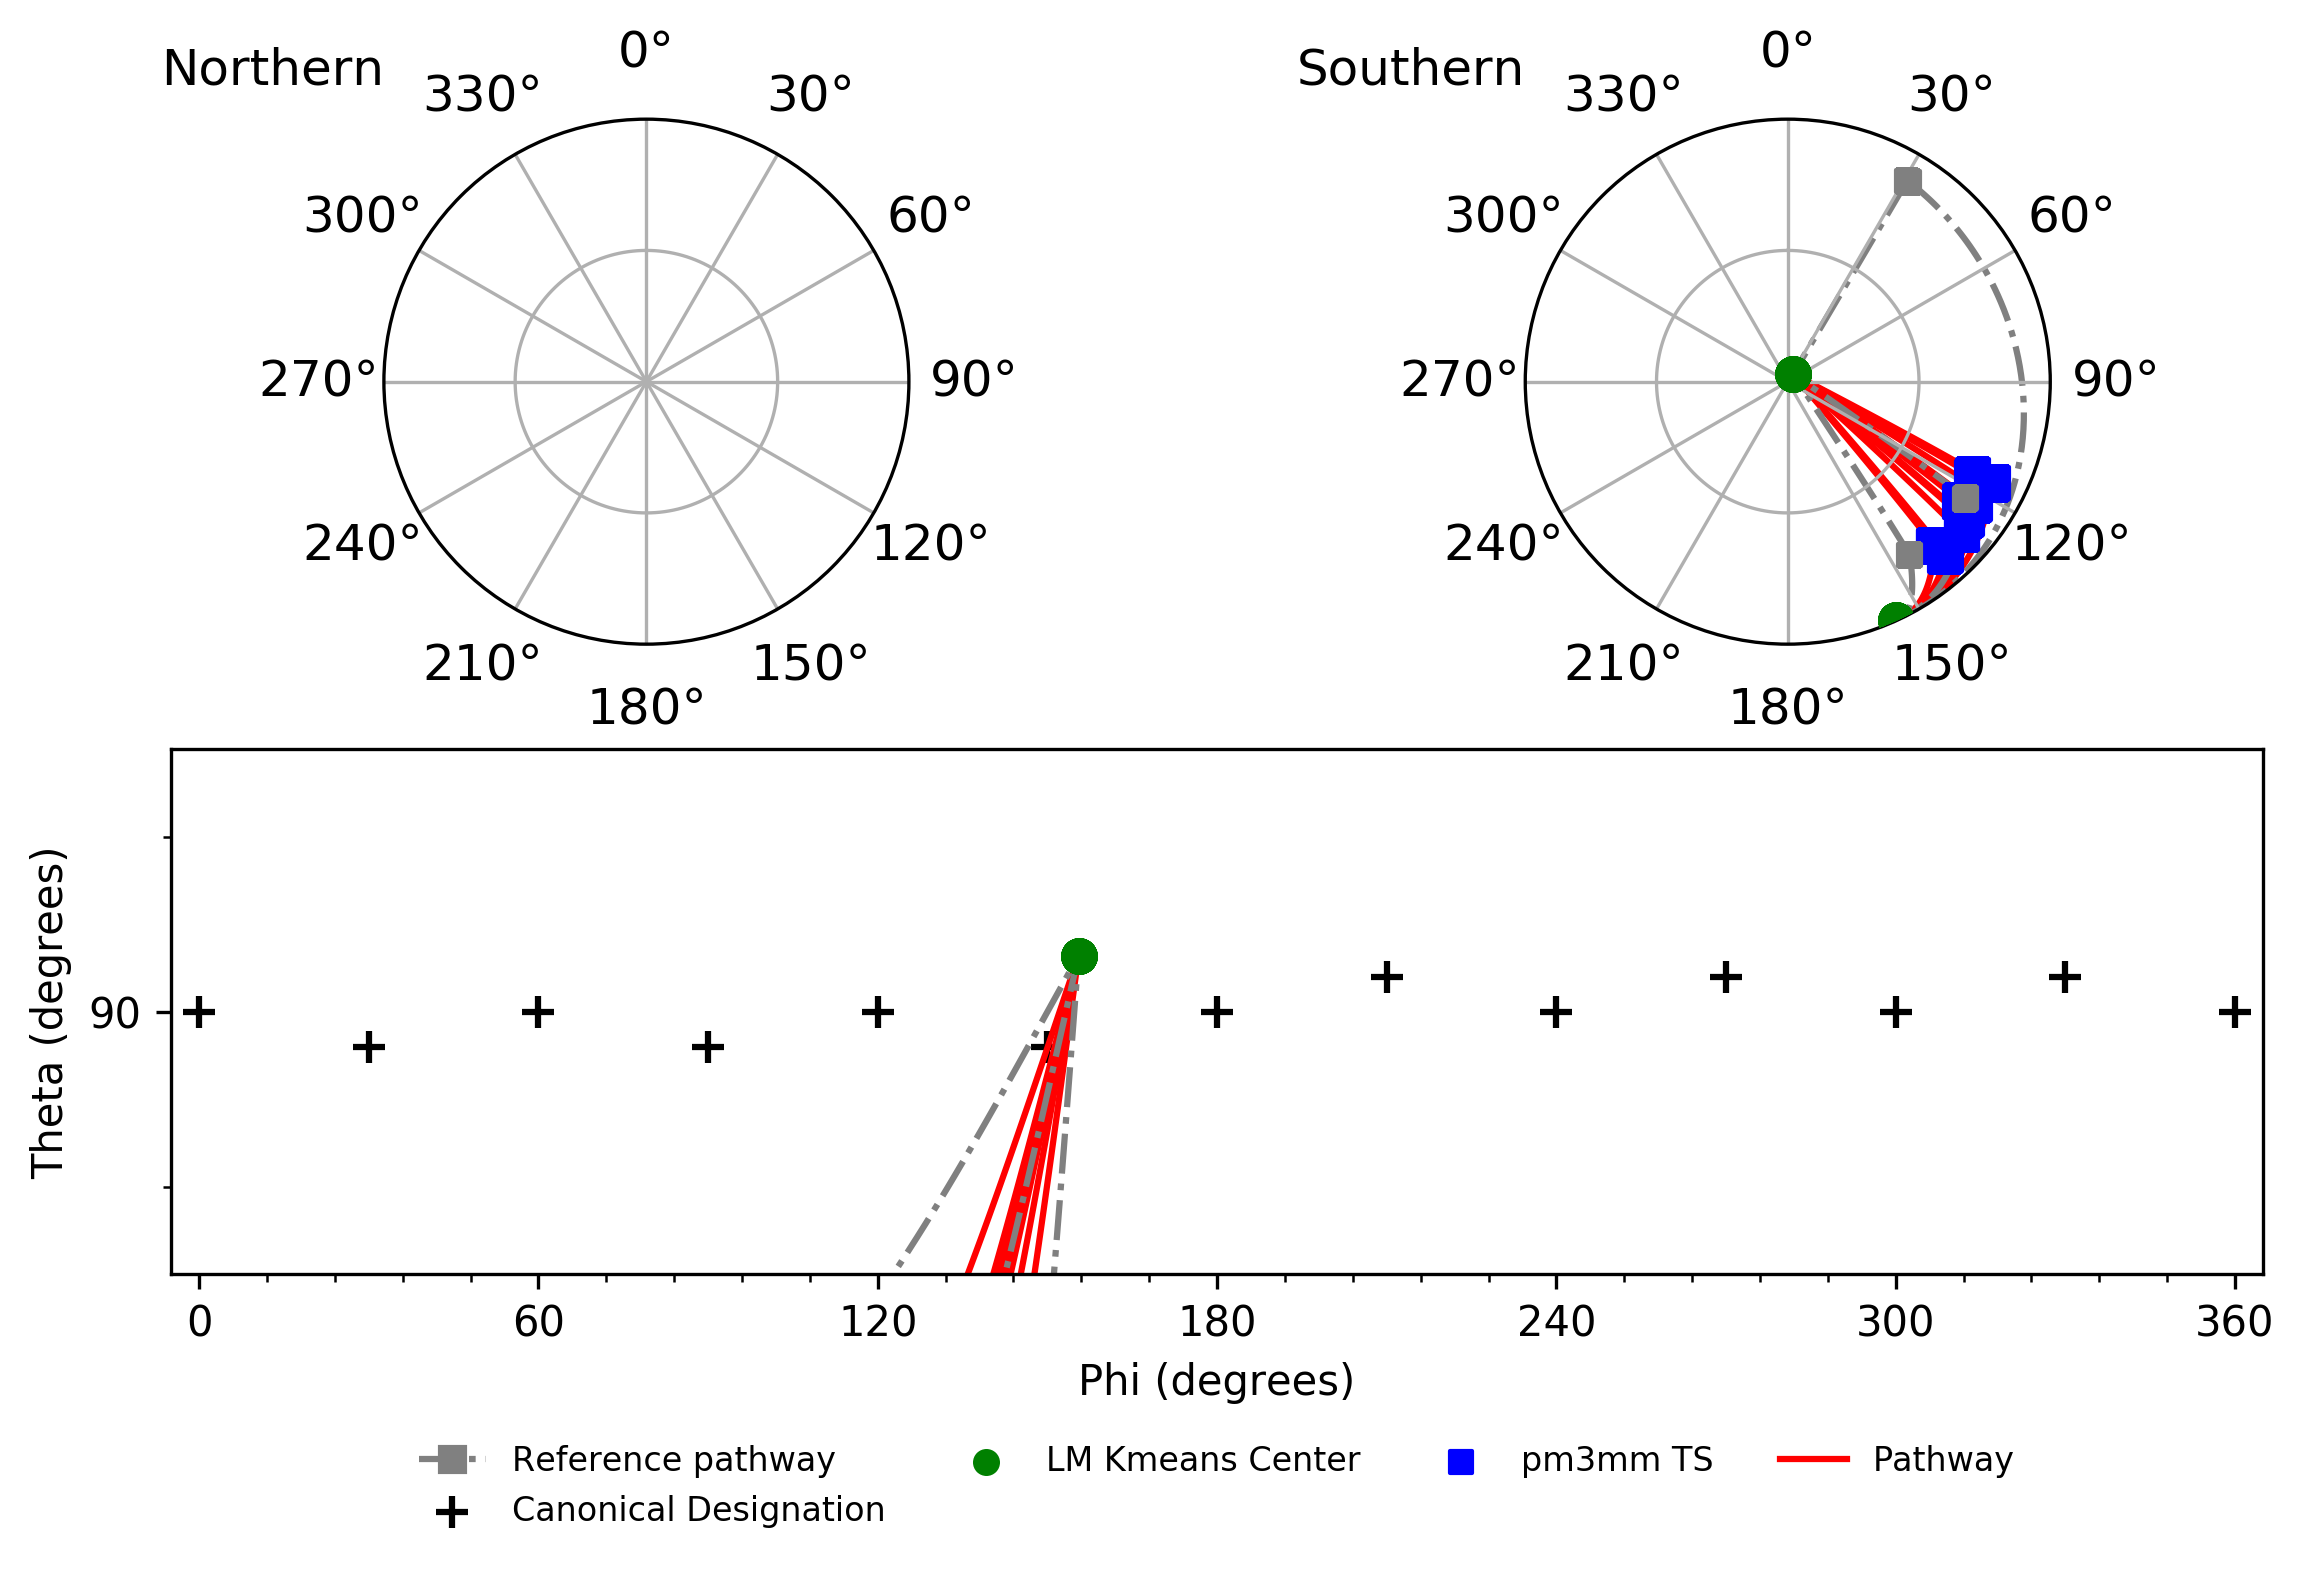 Northern
0°
30°
60°
90°
120°
150°
180°
210°
240°
270°
300°
330°
Southern
0°
30°
60°
90°
120°
150°
180°
210°
240°
270°
300°
330°
Theta (degrees)
90
0 60 120 180 240 300 360
Phi (degrees)
Reference pathway
Canonical Designation
LM Kmeans Center
pm3mm TS
Pathway